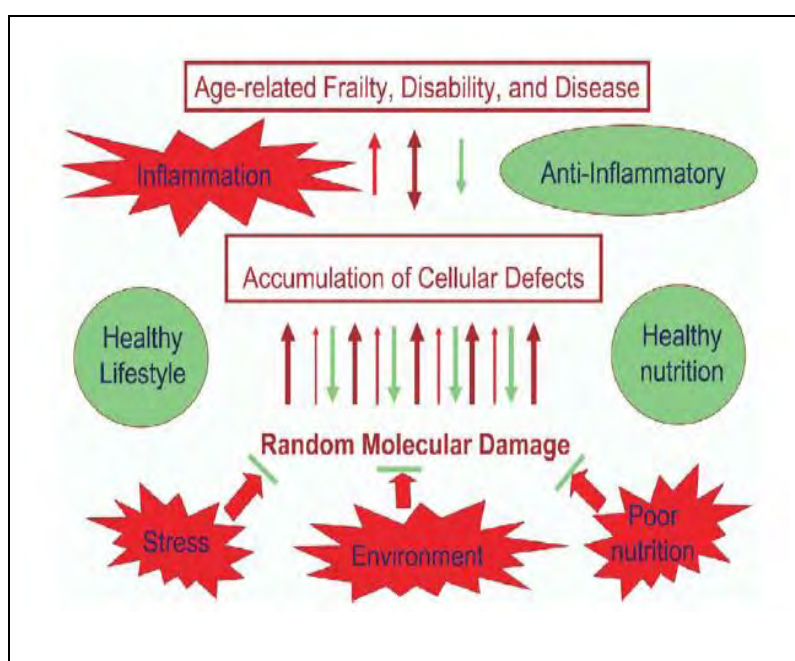 Age-related Frailty, Disability, and Disease
Inflammation
Anti-Inflammatory
Accumulation of Cellular Defects
Healthy
Lifestyle
Healthy
nutrition
Random Molecular Damage
Stress
Environment
Poor
nutrition